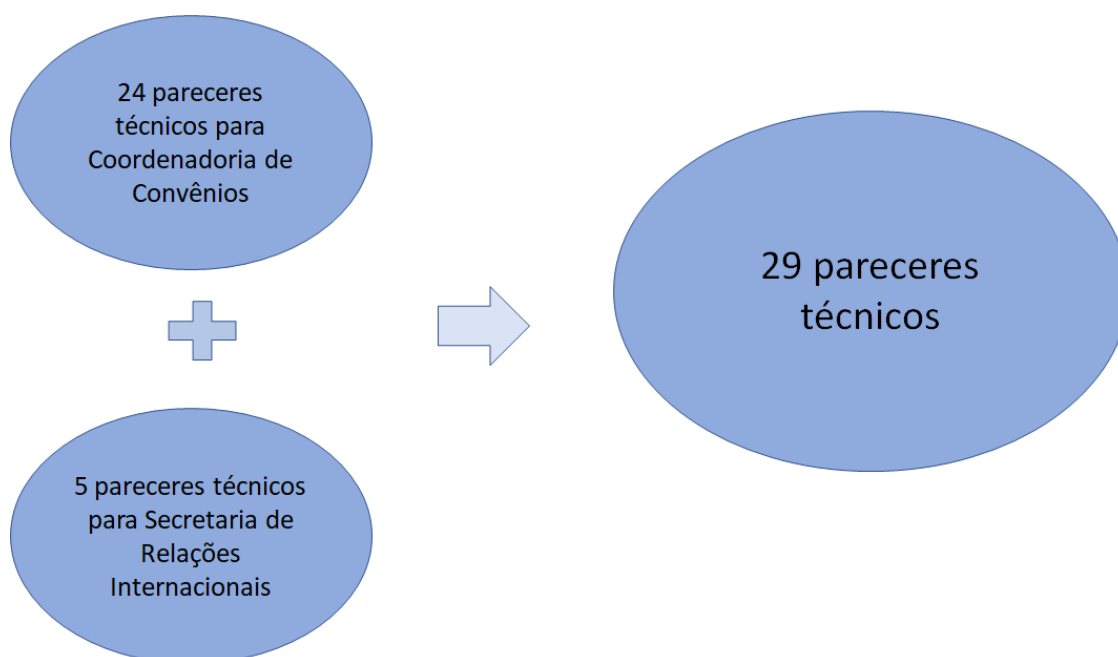 24 pareceres
técnicos para
Coordenadoria de
Convênios
5 pareceres técnicos
para Secretaria de
Relações
Internacionais
29 pareceres
técnicos